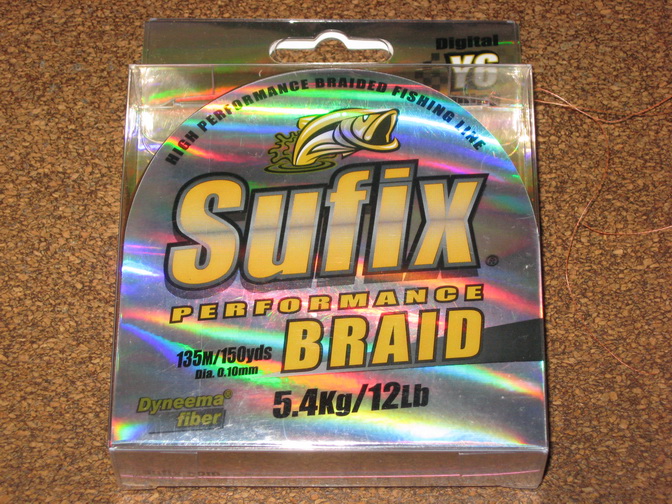 Digital
Y6
HIGH PERFORMANCE BRAIDED FISHING LINE
Sufix®
PERFORMANCE
BRAID
135M/150yds
Dia. 0.10mm
5.4Kg/12Lb
Dyneema®
fiber